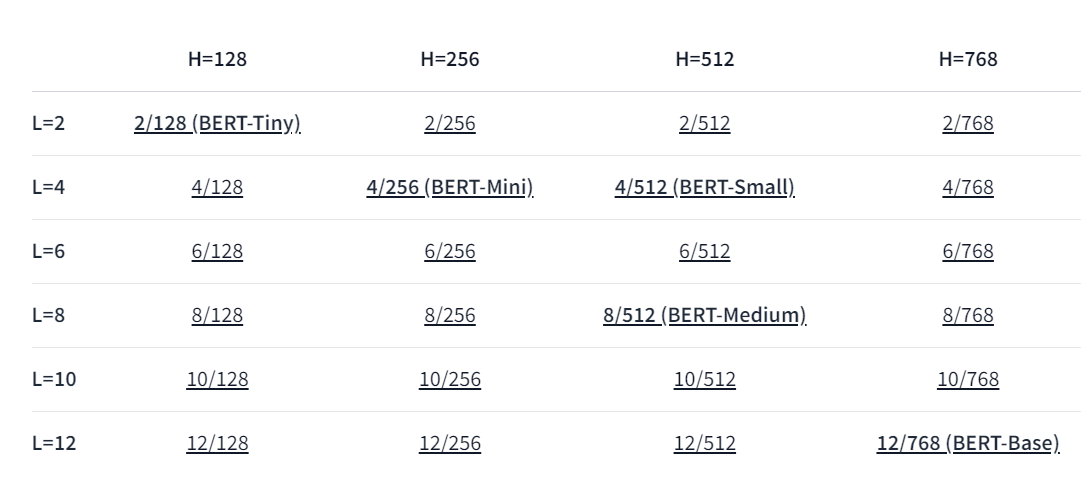 H=128 H=256 H=512 H=768
L=2 2/128 (BERT-Tiny) 2/256 2/512 2/768
L=4 4/128 4/256 (BERT-Mini) 4/512 (BERT-Small) 4/768
L=6 6/128 6/256 6/512 6/768
L=8 8/128 8/256 8/512 (BERT-Medium) 8/768
L=10 10/128 10/256 10/512 10/768
L=12 12/128 12/256 12/512 12/768 (BERT-Base)